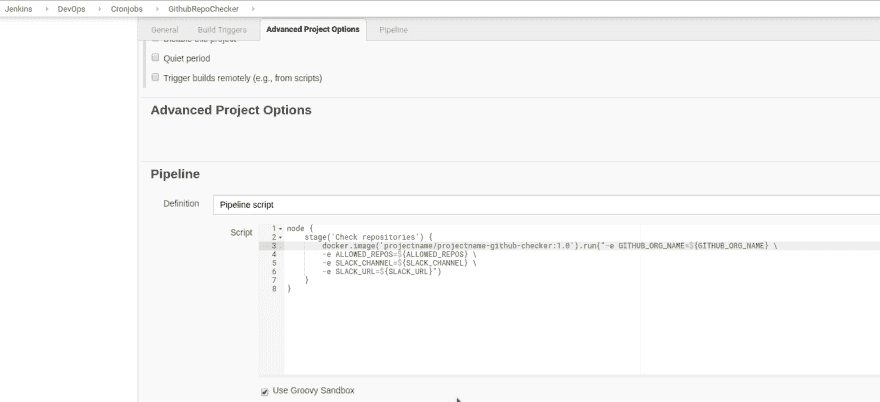 Jenkins › DevOps › Cronjobs › GithubRepoChecker ›
General Build Triggers Advanced Project Options Pipeline
Disable this project
Quiet period
Trigger builds remotely (e.g., from scripts)
Advanced Project Options
Pipeline
Definition Pipeline script
Script
1 node {
2 stage('Check repositories') {
3 docker.image('projectname/projectname-github-checker:1.0').run("-e GITHUB_ORG_NAME=${GITHUB_ORG_NAME} \
4 -e ALLOWED_REPOS=${ALLOWED_REPOS} \
5 -e SLACK_CHANNEL=${SLACK_CHANNEL} \
6 -e SLACK_URL=${SLACK_URL}")
7 }
8 }
Use Groovy Sandbox